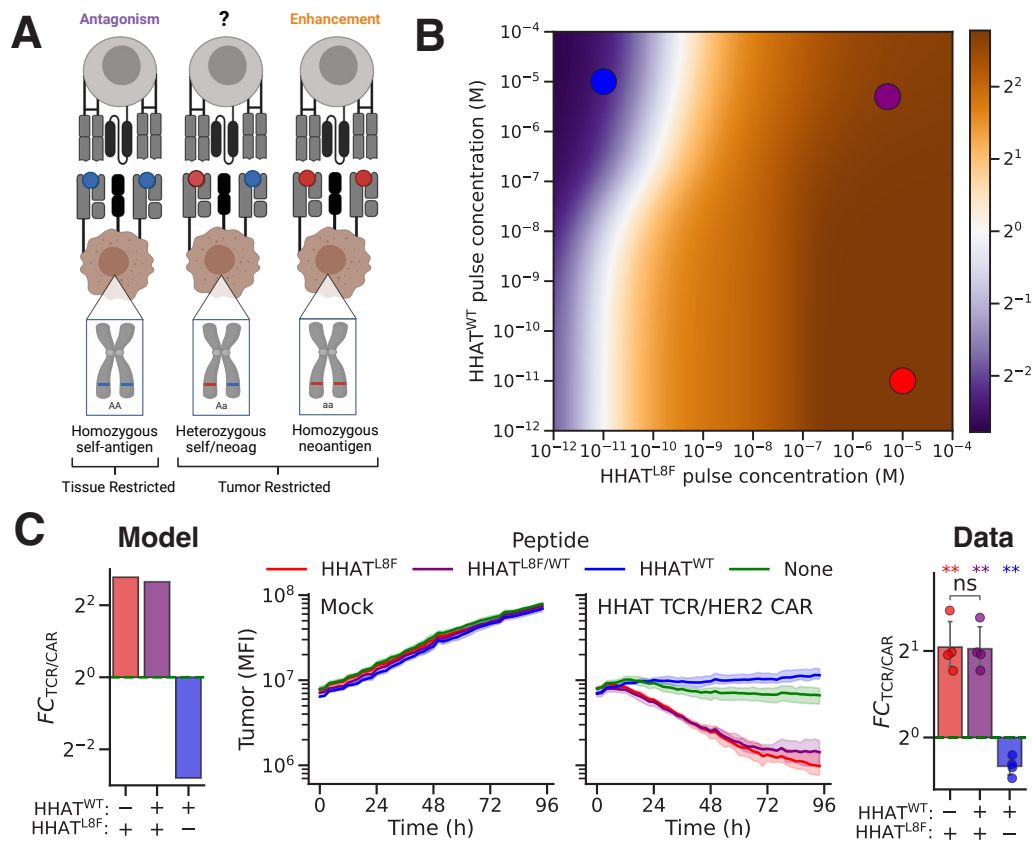 A
Antagonism
?
Enhancement
AA
Aa
aa
Homozygous
self-antigen
Heterozygous
self/neoag
Homozygous
neoantigen
Tissue Restricted
Tumor Restricted
B
HHAT^WT pulse concentration (M)
10^−4
10^−5
10^−6
10^−7
10^−8
10^−9
10^−10
10^−11
10^−12
10^−12 10^−11 10^−10 10^−9 10^−8 10^−7 10^−6 10^−5 10^−4
HHAT^L8F pulse concentration (M)
2^2
2^1
2^0
2^−1
2^−2
C
Model
FC_TCR/CAR
2^2
2^0
2^−2
HHAT^WT: − + +
HHAT^L8F: + + −
Peptide
HHAT^L8F HHAT^L8F/WT HHAT^WT None
Mock
HHAT TCR/HER2 CAR
Tumor (MFI)
10^8
10^7
10^6
0 24 48 72 96
Time (h)
0 24 48 72 96
Time (h)
Data
** ** **
ns
FC_TCR/CAR
2^1
2^0
HHAT^WT: − + +
HHAT^L8F: + + −